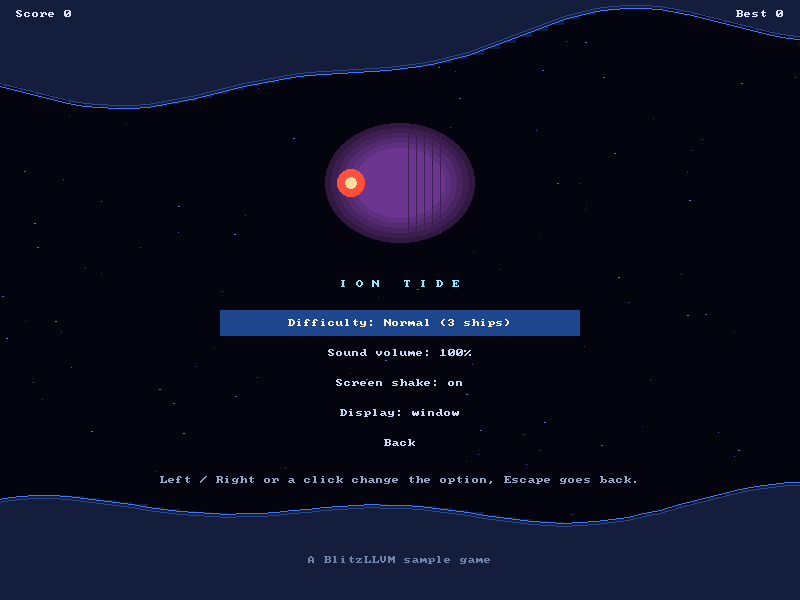 Score 0
Best 0
ION TIDE
Difficulty: Normal (3 ships)
Sound volume: 100%
Screen shake: on
Display: window
Back
Left / Right or a click change the option, Escape goes back.
A BlitzLLVM sample game